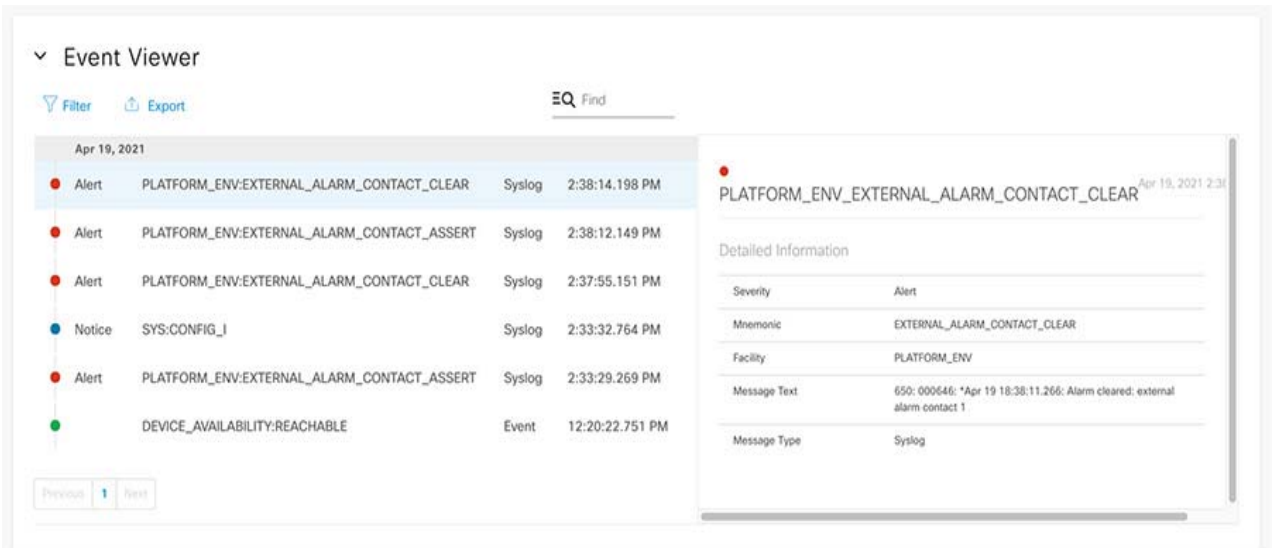 Event Viewer
Filter Export Find
Apr 19, 2021
Alert PLATFORM_ENV:EXTERNAL_ALARM_CONTACT_CLEAR Syslog 2:38:14.198 PM
Alert PLATFORM_ENV:EXTERNAL_ALARM_CONTACT_ASSERT Syslog 2:38:12.149 PM
Alert PLATFORM_ENV:EXTERNAL_ALARM_CONTACT_CLEAR Syslog 2:37:55.151 PM
Notice SYS:CONFIG_I Syslog 2:33:32.764 PM
Alert PLATFORM_ENV:EXTERNAL_ALARM_CONTACT_ASSERT Syslog 2:33:29.269 PM
DEVICE_AVAILABILITY:REACHABLE Event 12:20:22.751 PM
Previous 1 Next
PLATFORM_ENV_EXTERNAL_ALARM_CONTACT_CLEAR Apr 19, 2021 2:38
Detailed Information
Severity Alert
Mnemonic EXTERNAL_ALARM_CONTACT_CLEAR
Facility PLATFORM_ENV
Message Text 650: 000646: *Apr 19 18:38:11.266: Alarm cleared: external
alarm contact 1
Message Type Syslog